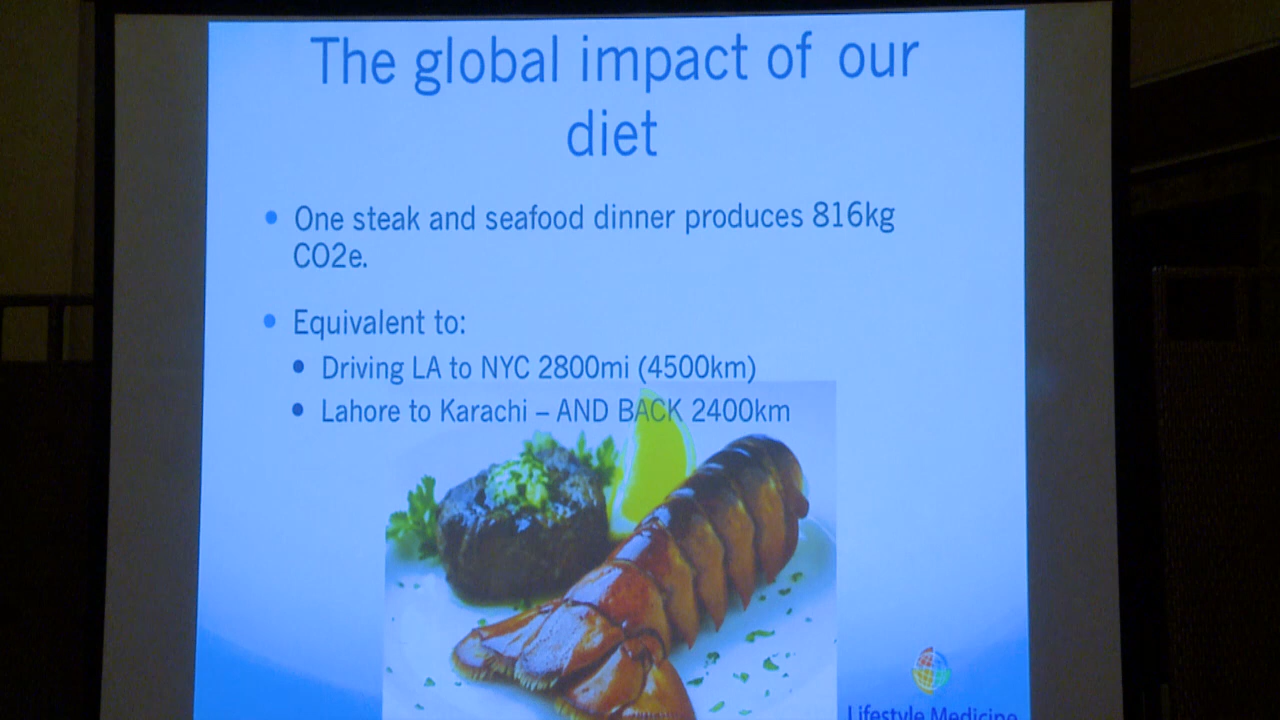 The global impact of our
diet
• One steak and seafood dinner produces 816kg
CO2e.
• Equivalent to:
• Driving LA to NYC 2800mi (4500km)
• Lahore to Karachi – AND BACK 2400km
Lifestyle Medicine